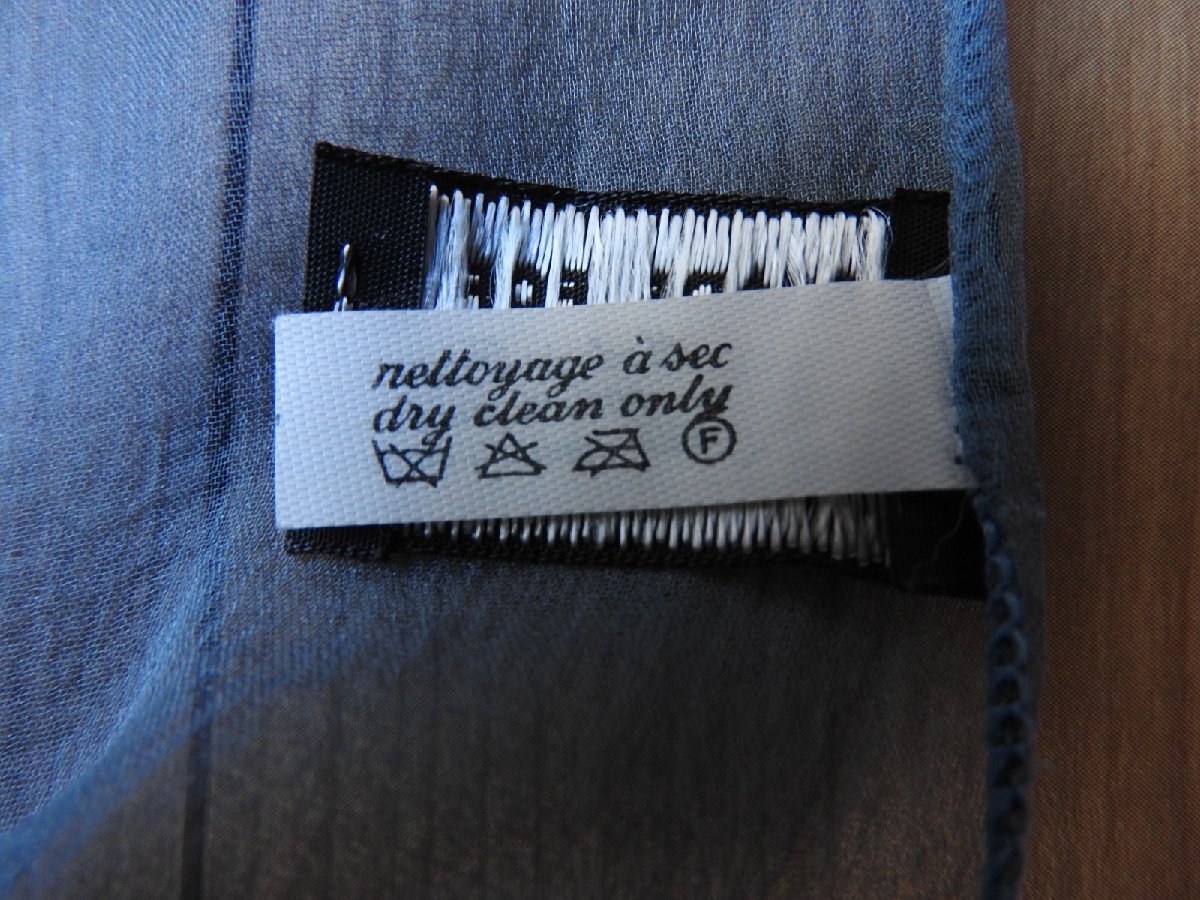 nettoyage à sec
dry clean only
F